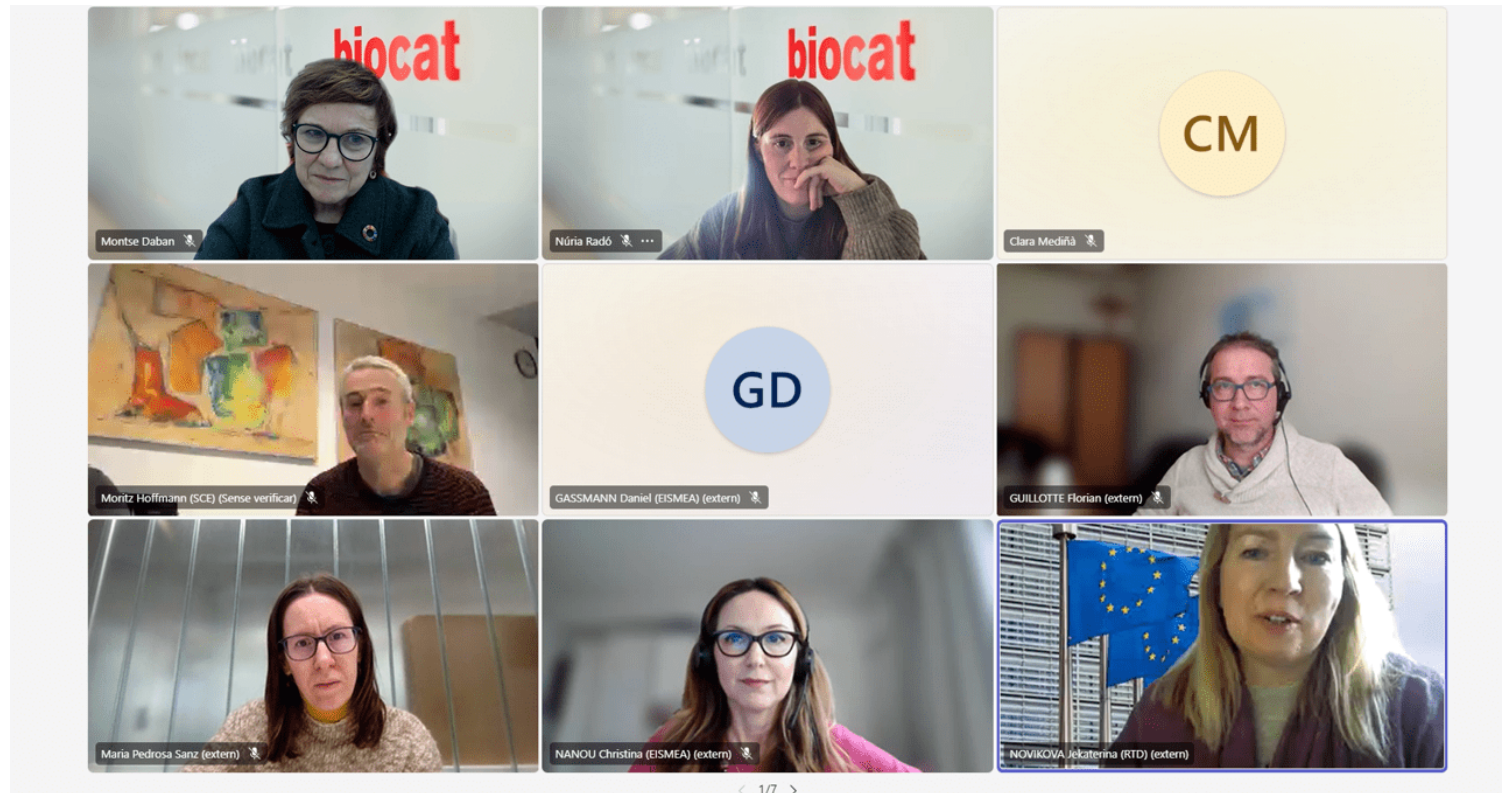 biocat
biocat
CM
Montse Daban
Núria Radó
Clara Mediñà
GD
Moritz Hoffmann (SCE) (Sense verificar)
GASSMANN Daniel (EISMEA) (extern)
GUILLOTTE Florian (extern)
Maria Pedrosa Sanz (extern)
NANOU Christina (EISMEA) (extern)
NOVIKOVA Jekaterina (RTD) (extern)
1/7